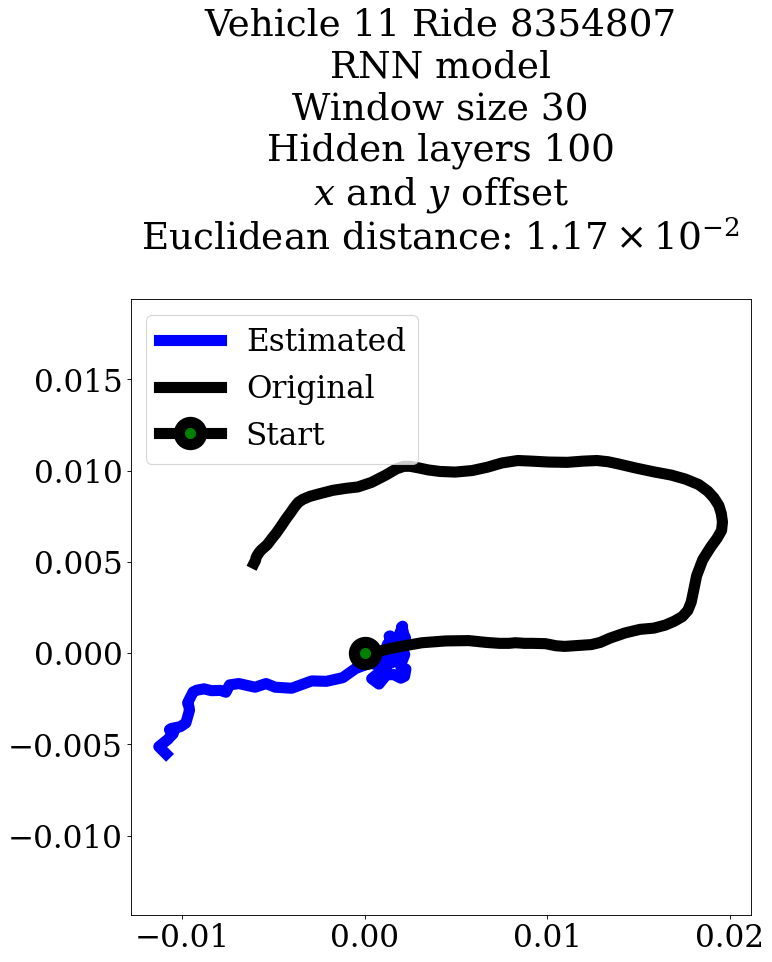 Vehicle 11 Ride 8354807
RNN model
Window size 30
Hidden layers 100
x and y offset
Euclidean distance: 1.17 × 10⁻²
Estimated
Original
Start
0.015
0.010
0.005
0.000
−0.005
−0.010
−0.01 0.00 0.01 0.02